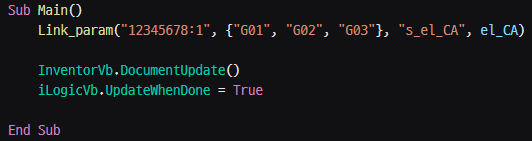 Sub Main()
Link_param("12345678:1", {"G01", "G02", "G03"}, "s_el_CA", el_CA)
InventorVb.DocumentUpdate()
iLogicVb.UpdateWhenDone = True
End Sub